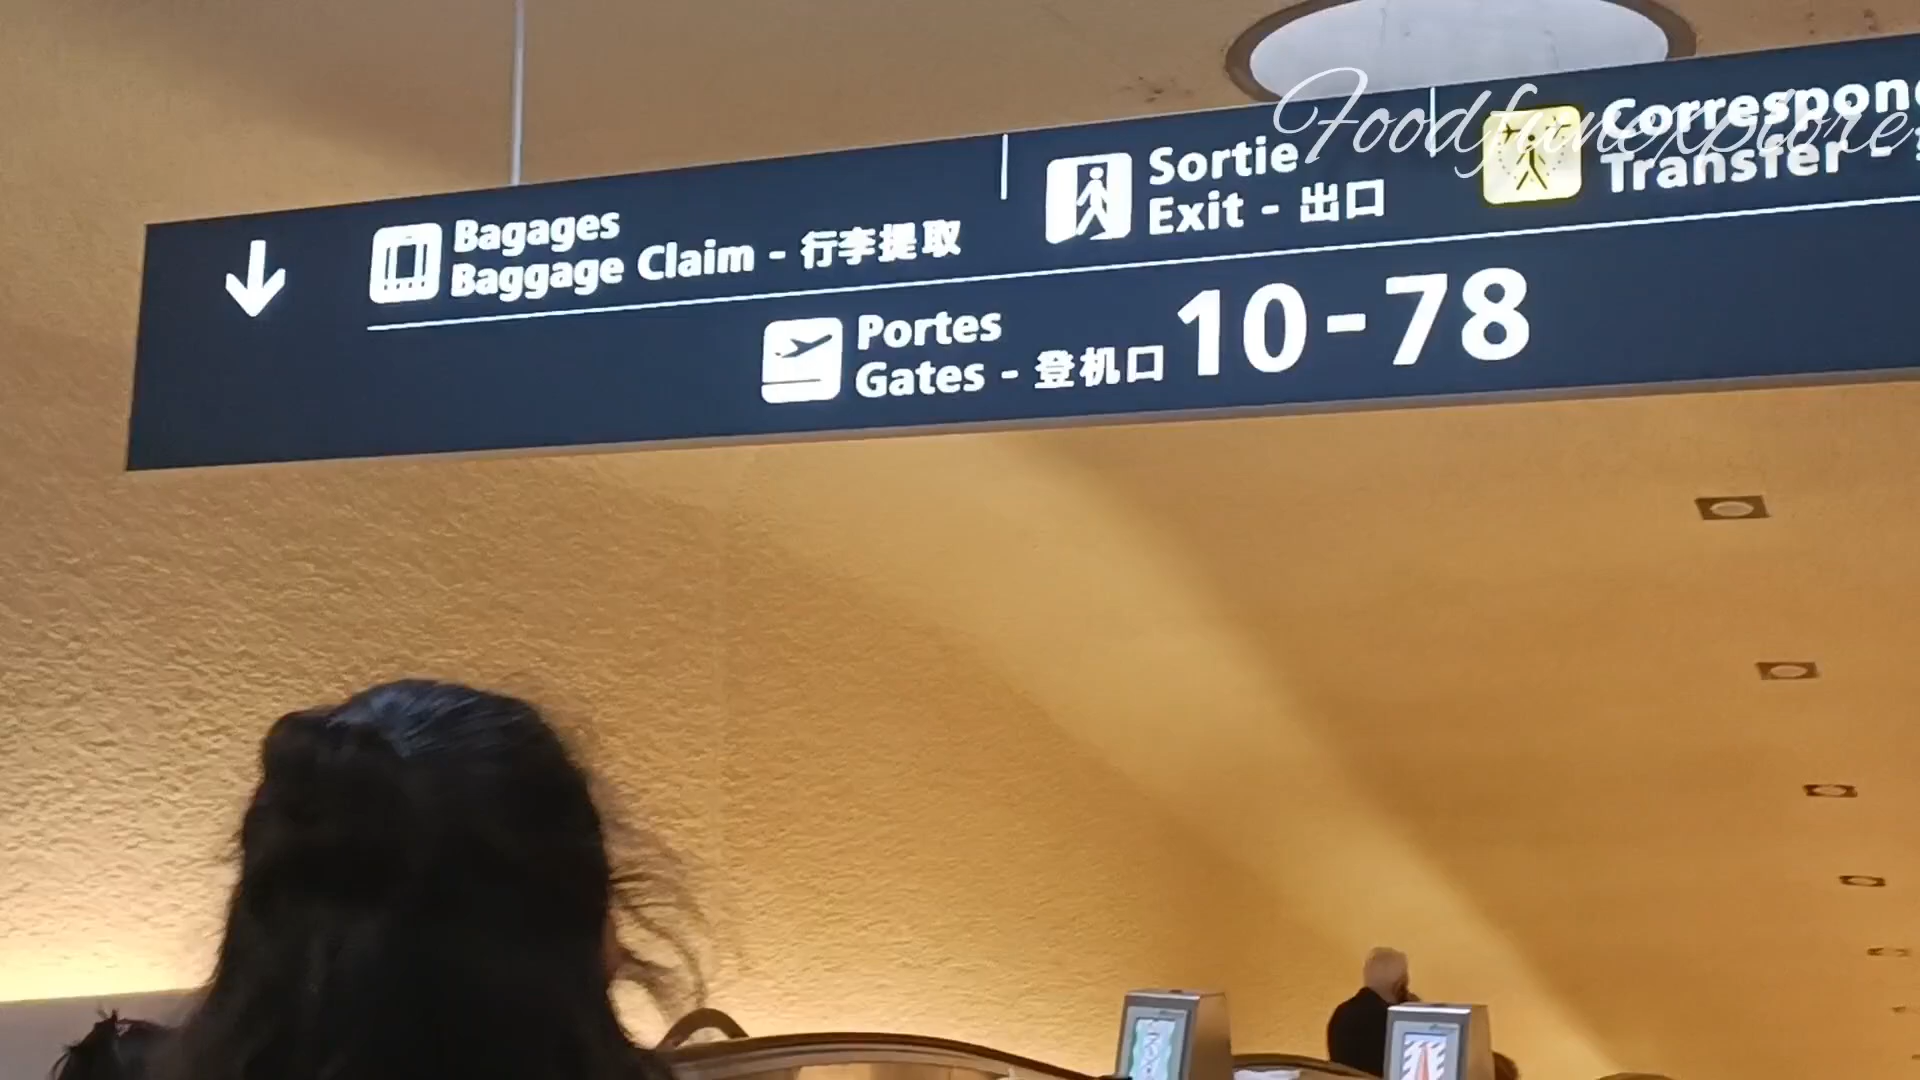 Bagages
Baggage Claim - 行李提取
Sortie
Exit - 出口
Transfer -
Portes
Gates - 登机口
10-78
Foodfunexplore